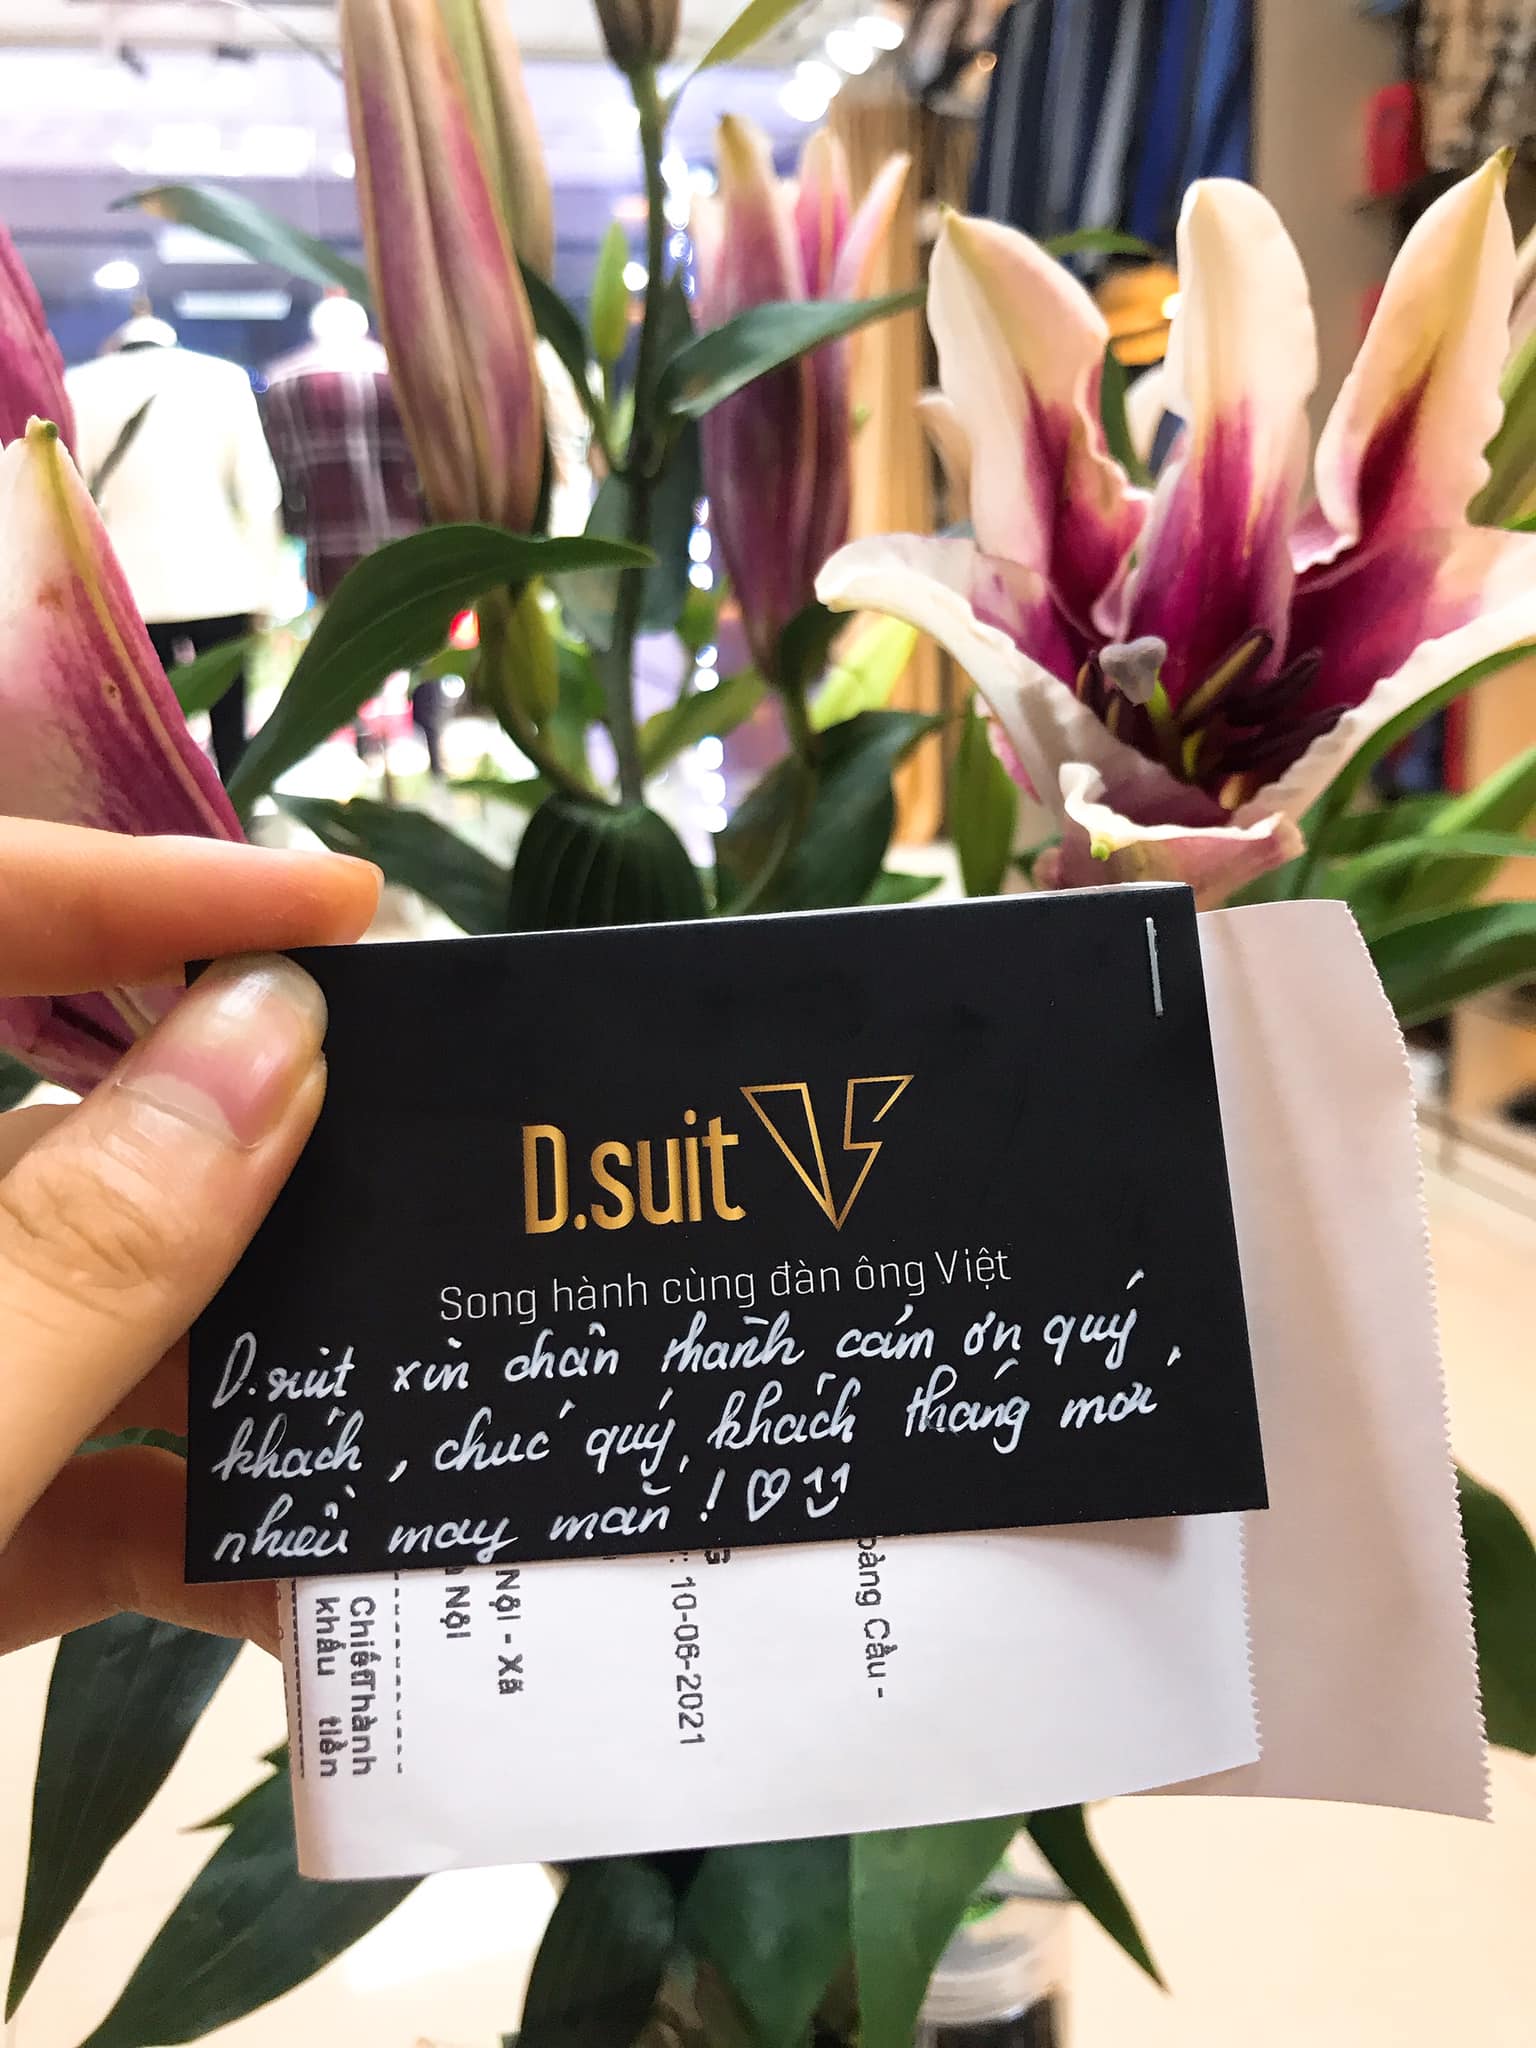 D.suit
Song hành cùng đàn ông Việt
D.suit xin chân thành cảm ơn quý
khách, chúc quý khách tháng mới
nhiều may mắn!
oàng Cầu -
: 10-06-2021
Nội - Xã
Nội
Chiết Thành
khấu tiền